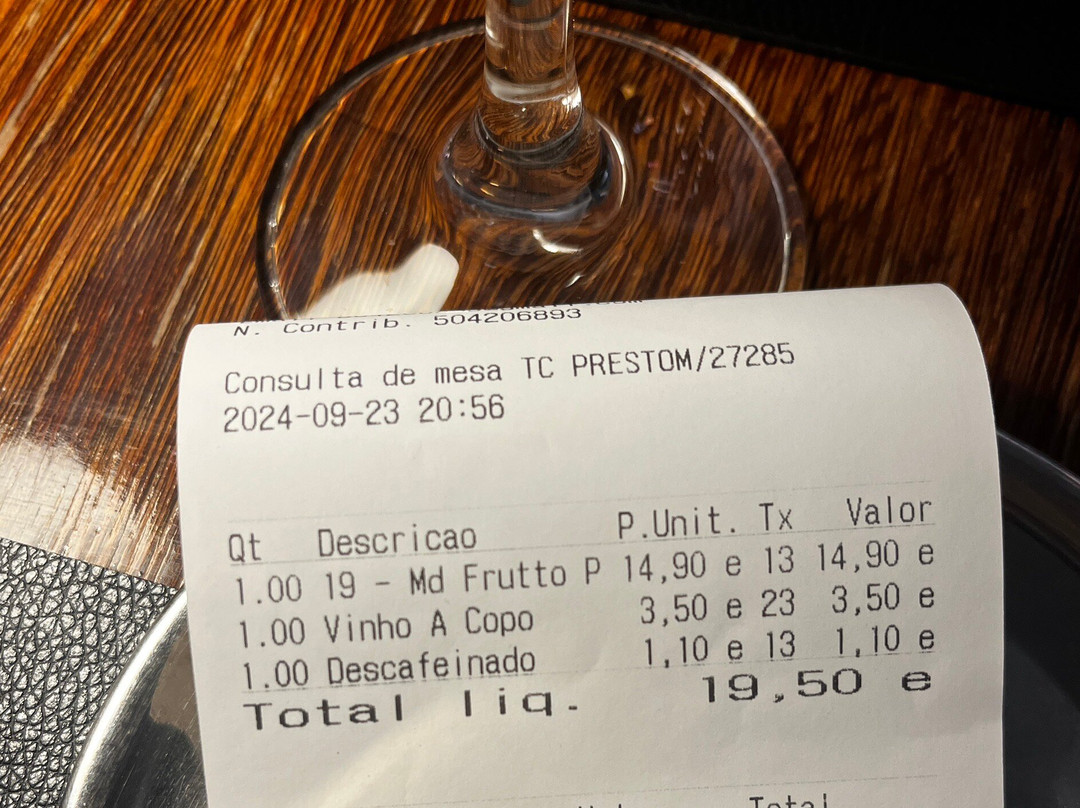 N. Contrib. 504206893
Consulta de mesa TC PRESTOM/27285
2024-09-23 20:56
Qt Descricao P.Unit. Tx Valor
1.00 19 - Md Frutto P 14,90 e 13 14,90 e
1.00 Vinho A Copo 3,50 e 23 3,50 e
1.00 Descafeinado 1,10 e 13 1,10 e
Total liq. 19,50 e
Total